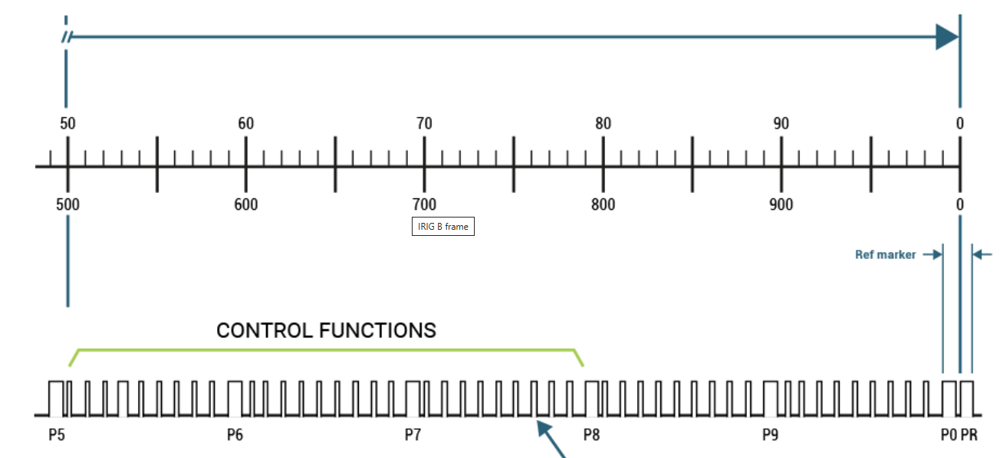 50 60 70 80 90 0
500 600 700 800 900 0
IRIG B frame
Ref marker
CONTROL FUNCTIONS
P5 P6 P7 P8 P9 P0 PR